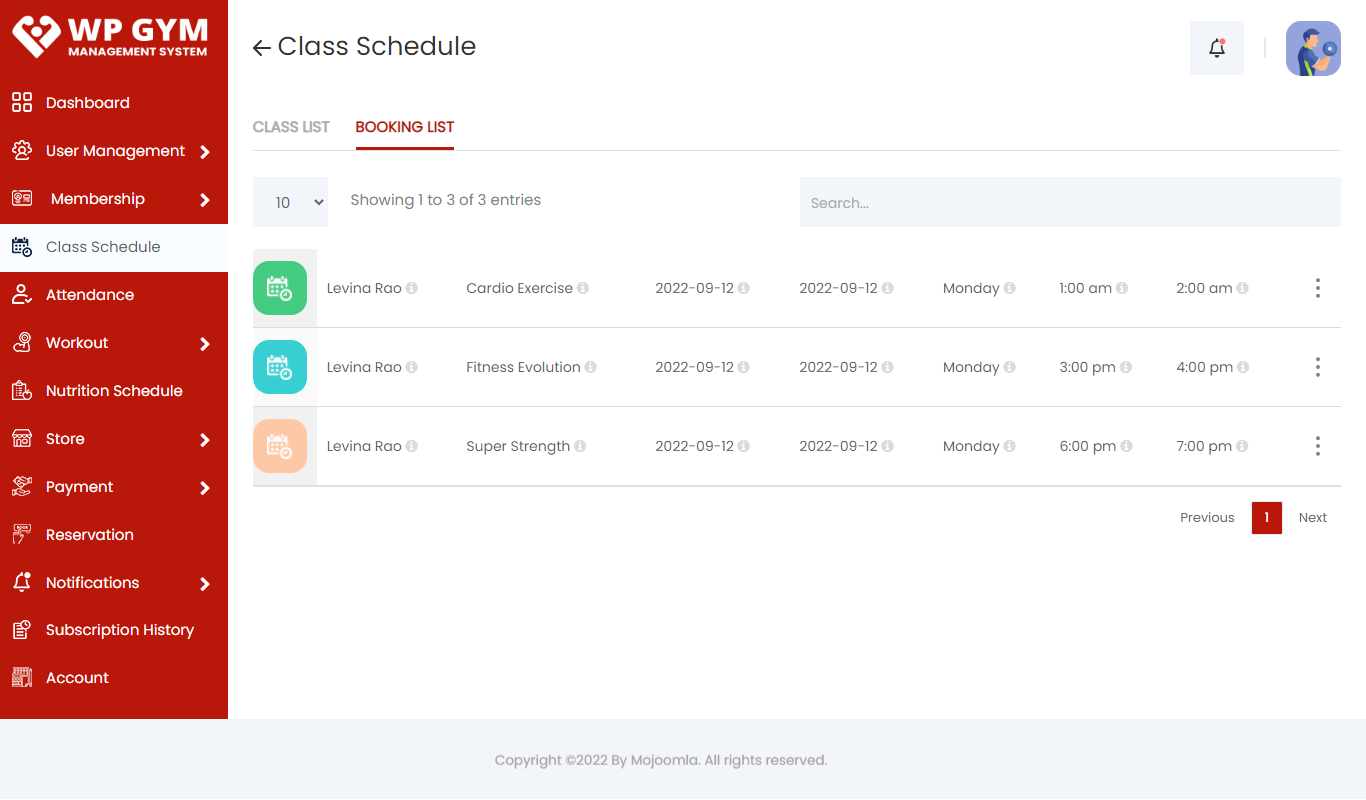 WP GYM
MANAGEMENT SYSTEM
Dashboard
User Management
Membership
Class Schedule
Attendance
Workout
Nutrition Schedule
Store
Payment
Reservation
Notifications
Subscription History
Account
Class Schedule
CLASS LIST BOOKING LIST
10 Showing 1 to 3 of 3 entries Search...
Levina Rao Cardio Exercise 2022-09-12 2022-09-12 Monday 1:00 am 2:00 am
Levina Rao Fitness Evolution 2022-09-12 2022-09-12 Monday 3:00 pm 4:00 pm
Levina Rao Super Strength 2022-09-12 2022-09-12 Monday 6:00 pm 7:00 pm
Previous 1 Next
Copyright ©2022 By Mojoomla. All rights reserved.